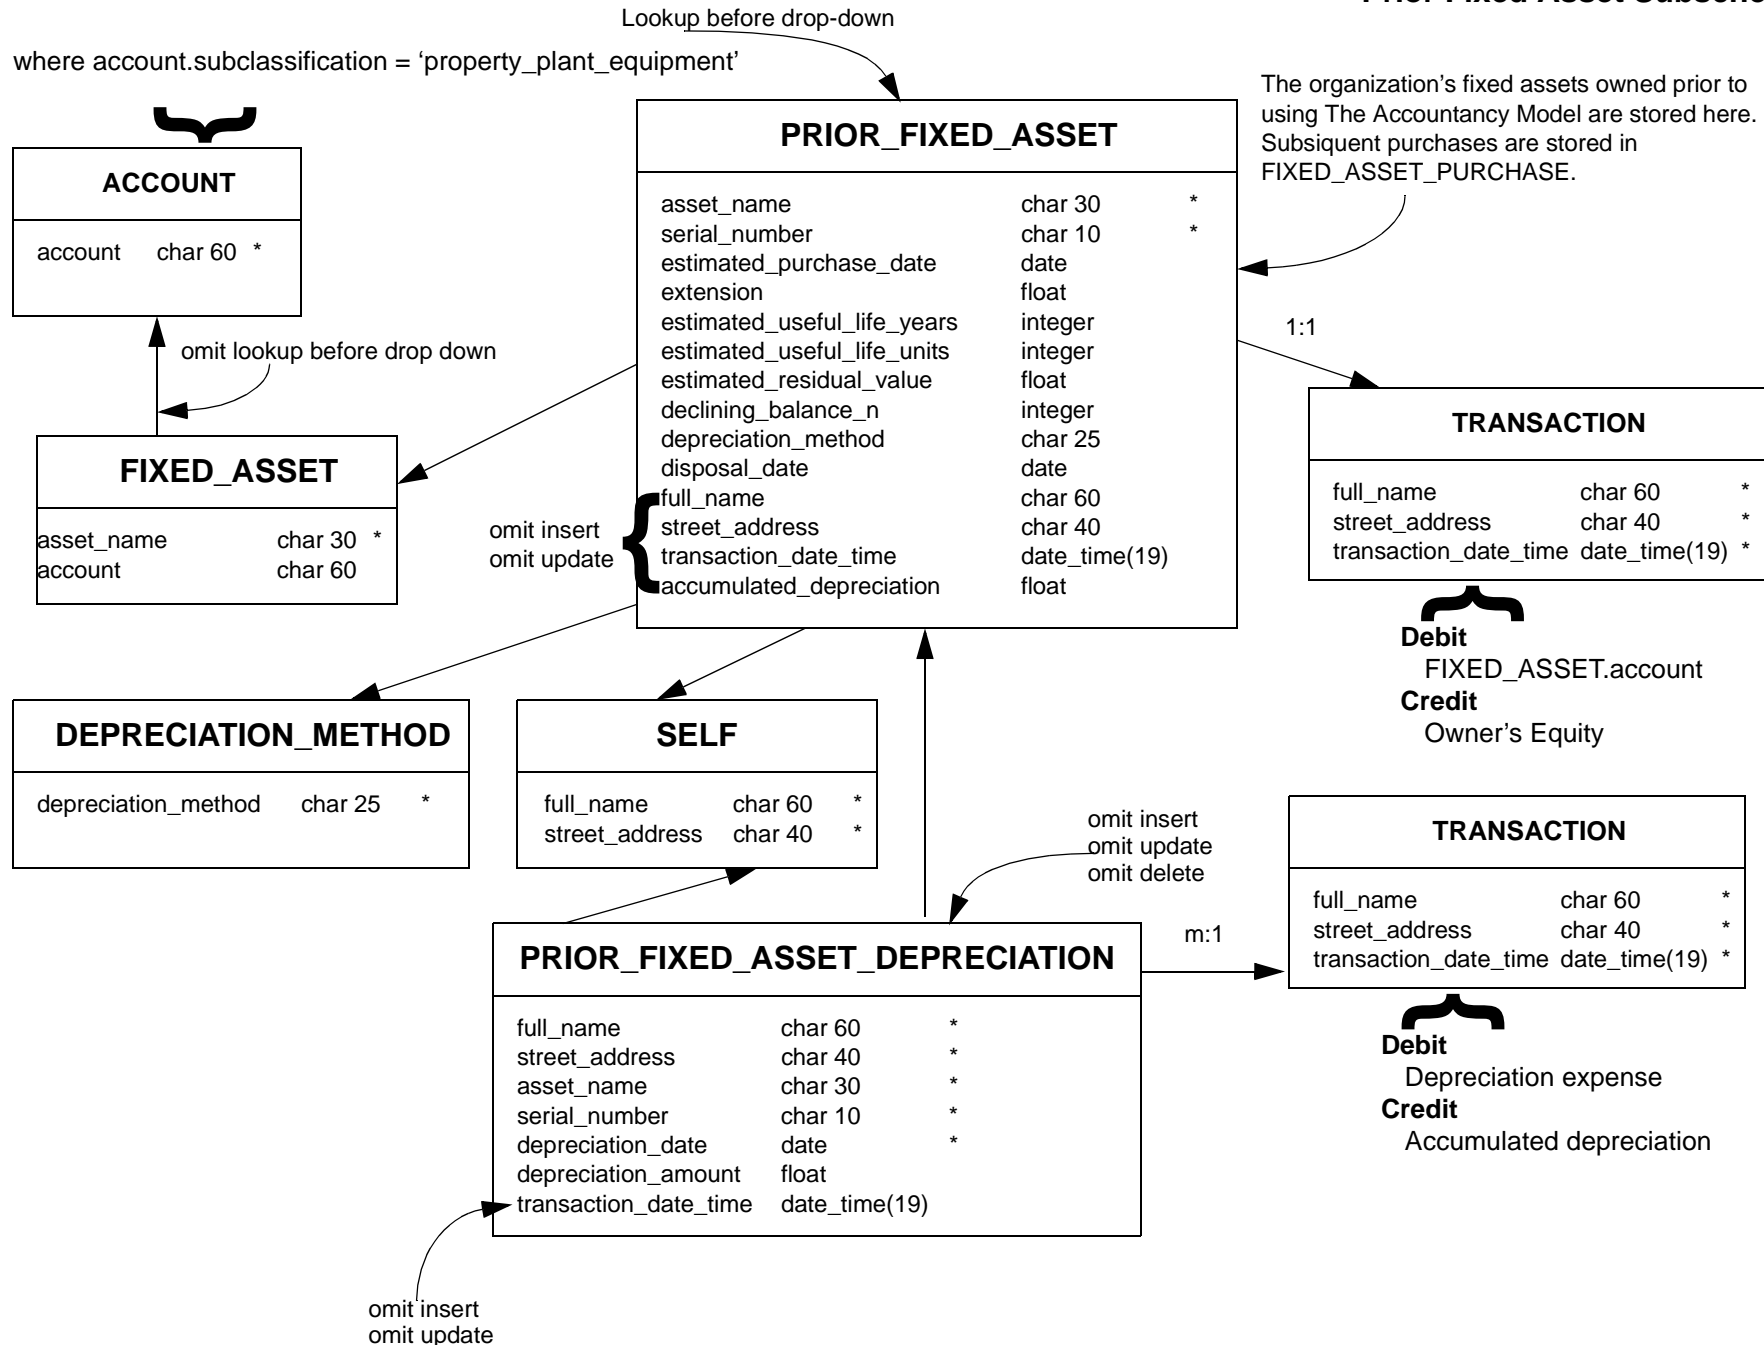 Prior Fixed Asset
Lookup before drop-down
where account.subclassification = ‘property_plant_equipment’
The organization’s fixed assets owned prior to
using The Accountancy Model are stored here.
Subsiquent purchases are stored in
FIXED_ASSET_PURCHASE.
PRIOR_FIXED_ASSET
asset_name char 30 *
serial_number char 10 *
estimated_purchase_date date
extension float
estimated_useful_life_years integer
estimated_useful_life_units integer
estimated_residual_value float
declining_balance_n integer
depreciation_method char 25
disposal_date date
full_name char 60
street_address char 40
transaction_date_time date_time(19)
accumulated_depreciation float
omit insert
omit update
ACCOUNT
account char 60 *
omit lookup before drop down
FIXED_ASSET
asset_name char 30 *
account char 60
1:1
TRANSACTION
full_name char 60 *
street_address char 40 *
transaction_date_time date_time(19) *
Debit
FIXED_ASSET.account
Credit
Owner’s Equity
DEPRECIATION_METHOD
depreciation_method char 25 *
SELF
full_name char 60 *
street_address char 40 *
omit insert
omit update
omit delete
PRIOR_FIXED_ASSET_DEPRECIATION
full_name char 60 *
street_address char 40 *
asset_name char 30 *
serial_number char 10 *
depreciation_date date *
depreciation_amount float
transaction_date_time date_time(19)
omit insert
omit update
m:1
TRANSACTION
full_name char 60 *
street_address char 40 *
transaction_date_time date_time(19) *
Debit
Depreciation expense
Credit
Accumulated depreciation